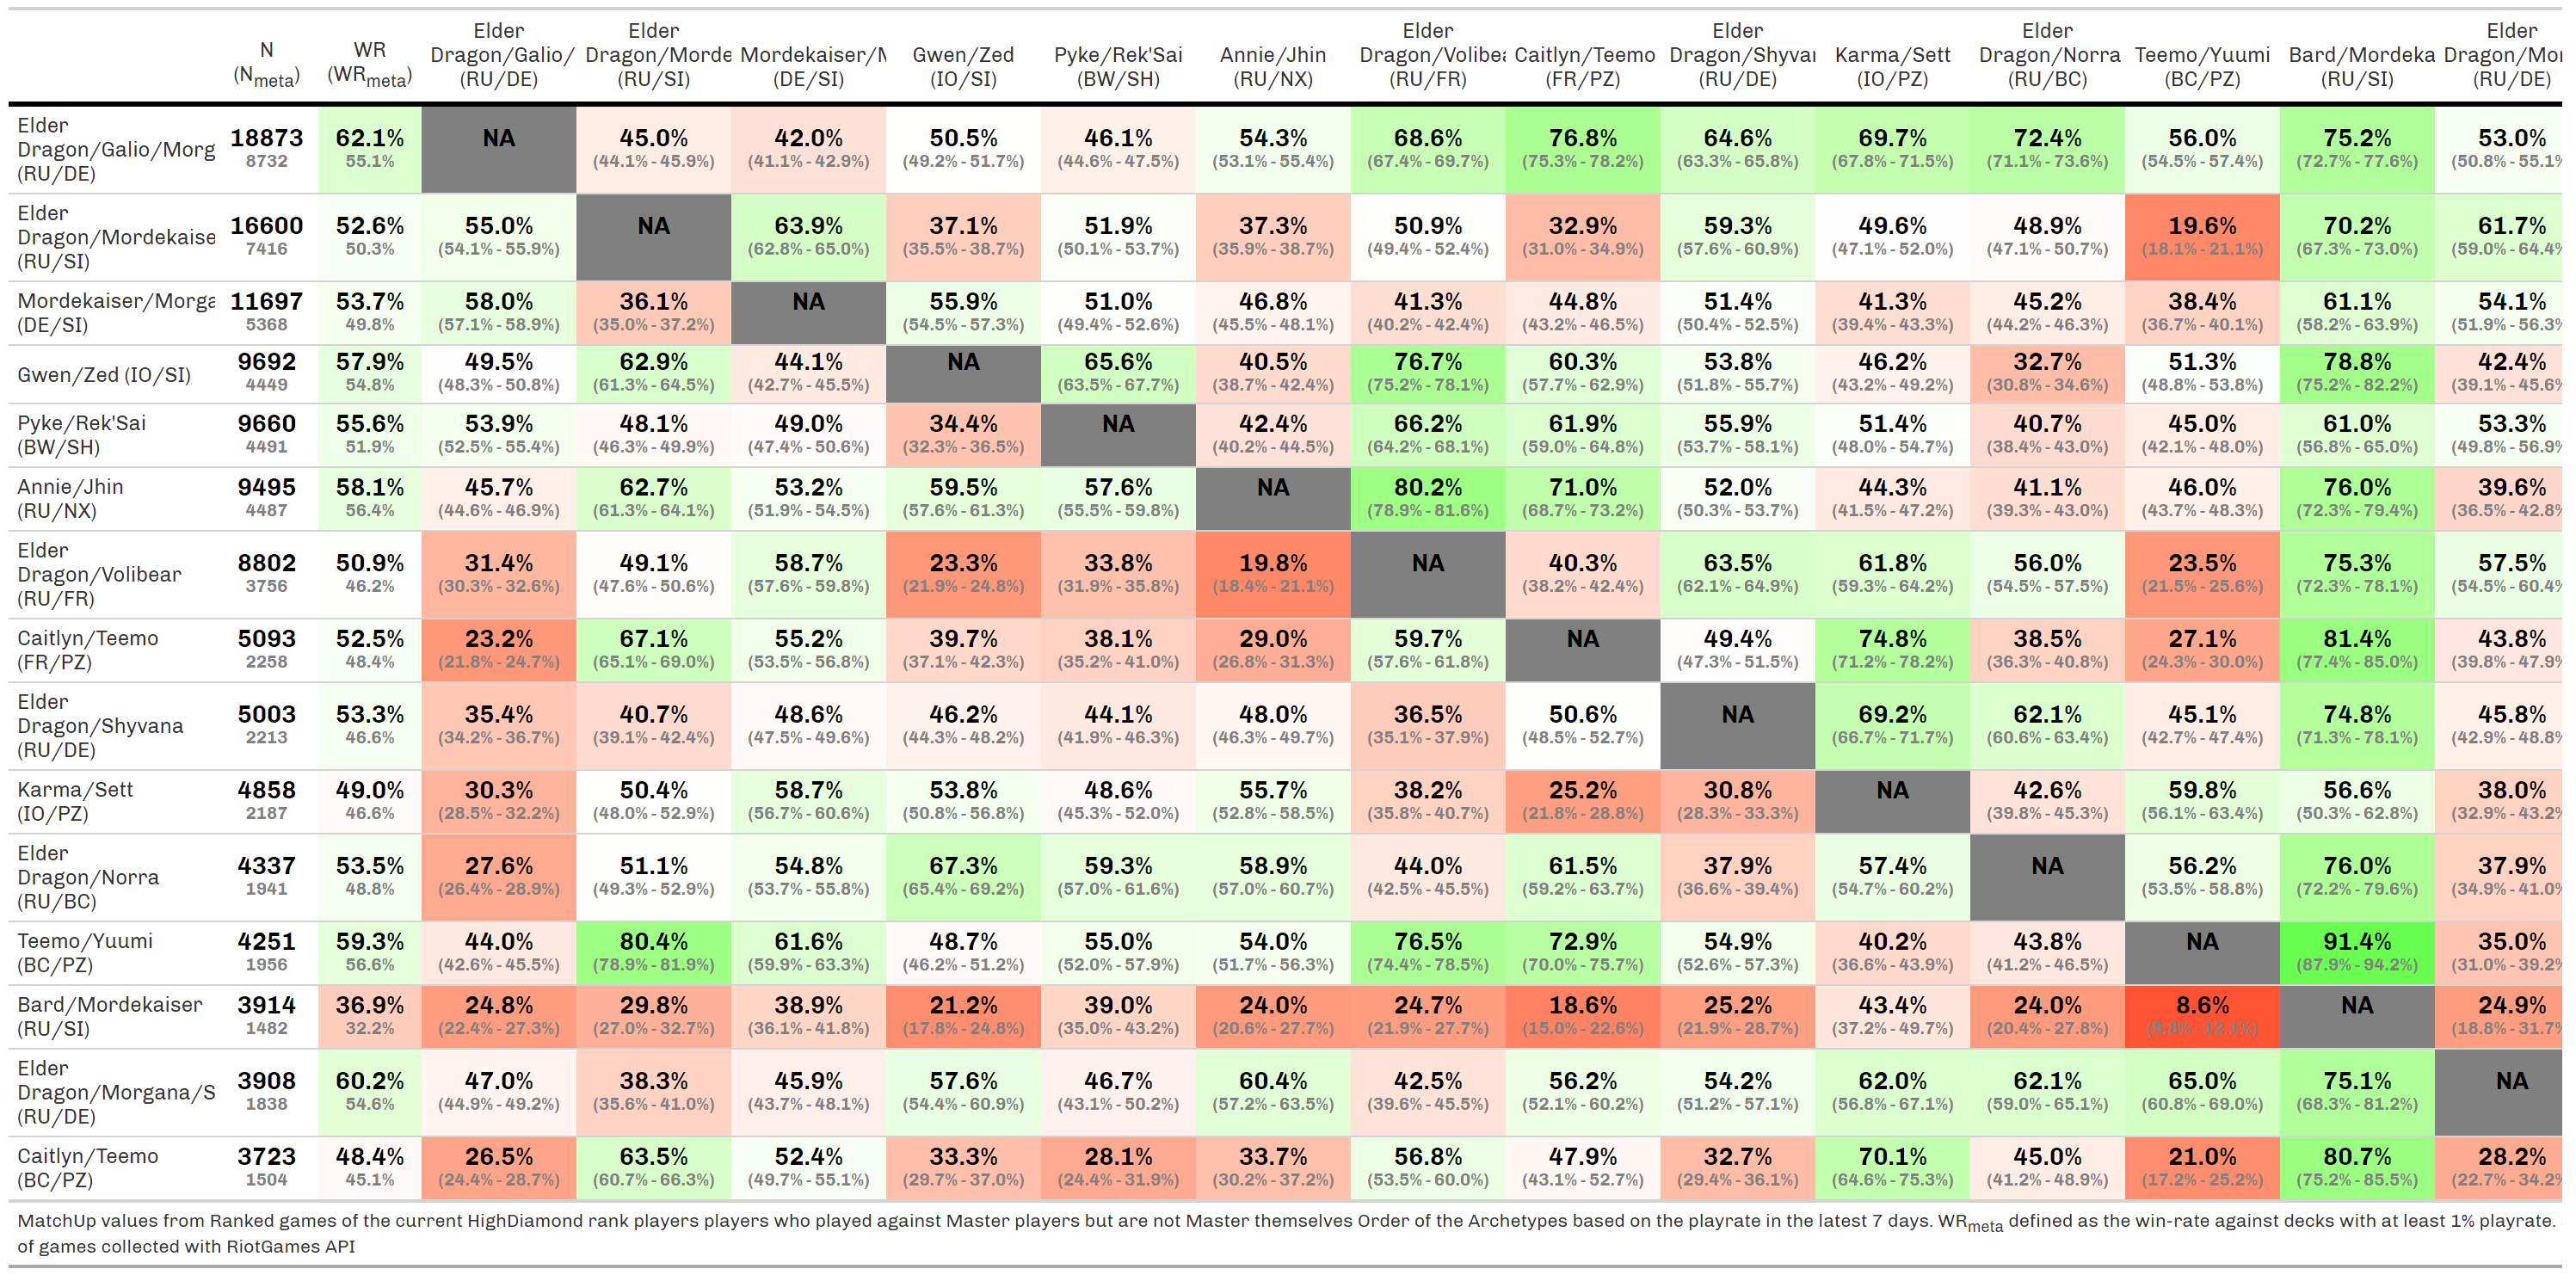 Elder Elder Elder Elder Elder Elder
N WR Dragon/Galio/ Dragon/Morde Mordekaiser/M Gwen/Zed Pyke/Rek'Sai Annie/Jhin Dragon/Volibea Caitlyn/Teemo Dragon/Shyvar Karma/Sett Dragon/Norra Teemo/Yuumi Bard/Mordeka Dragon/Mor
(Nmeta) (WRmeta) (RU/DE) (RU/SI) (DE/SI) (IO/SI) (BW/SH) (RU/NX) (RU/FR) (FR/PZ) (RU/DE) (IO/PZ) (RU/BC) (BC/PZ) (RU/SI) (RU/DE)
Elder
Dragon/Galio/Morg
(RU/DE)
18873 62.1% NA 45.0% 42.0% 50.5% 46.1% 54.3% 68.6% 76.8% 64.6% 69.7% 72.4% 56.0% 75.2% 53.0%
8732 55.1% (44.1% - 45.9%) (41.1% - 42.9%) (49.2% - 51.7%) (44.6% - 47.5%) (53.1% - 55.4%) (67.4% - 69.7%) (75.3% - 78.2%) (63.3% - 65.8%) (67.8% - 71.5%) (71.1% - 73.6%) (54.5% - 57.4%) (72.7% - 77.6%) (50.8% - 55.1%
Elder
Dragon/Mordekaise
(RU/SI)
16600 52.6% 55.0% NA 63.9% 37.1% 51.9% 37.3% 50.9% 32.9% 59.3% 49.6% 48.9% 19.6% 70.2% 61.7%
7416 50.3% (54.1% - 55.9%) (62.8% - 65.0%) (35.5% - 38.7%) (50.1% - 53.7%) (35.9% - 38.7%) (49.4% - 52.4%) (31.0% - 34.9%) (57.6% - 60.9%) (47.1% - 52.0%) (47.1% - 50.7%) (18.1% - 21.1%) (67.3% - 73.0%) (59.0% - 64.4%
Mordekaiser/Morga
(DE/SI)
11697 53.7% 58.0% 36.1% NA 55.9% 51.0% 46.8% 41.3% 44.8% 51.4% 41.3% 45.2% 38.4% 61.1% 54.1%
5368 49.8% (57.1% - 58.9%) (35.0% - 37.2%) (54.5% - 57.3%) (49.4% - 52.6%) (45.5% - 48.1%) (40.2% - 42.4%) (43.2% - 46.5%) (50.4% - 52.5%) (39.4% - 43.3%) (44.2% - 46.3%) (36.7% - 40.1%) (58.2% - 63.9%) (51.9% - 56.3%
Gwen/Zed (IO/SI)
9692 57.9% 49.5% 62.9% 44.1% NA 65.6% 40.5% 76.7% 60.3% 53.8% 46.2% 32.7% 51.3% 78.8% 42.4%
4449 54.8% (48.3% - 50.8%) (61.3% - 64.5%) (42.7% - 45.5%) (63.5% - 67.7%) (38.7% - 42.4%) (75.2% - 78.1%) (57.7% - 62.9%) (51.8% - 55.7%) (43.2% - 49.2%) (30.8% - 34.6%) (48.8% - 53.8%) (75.2% - 82.2%) (39.1% - 45.6%
Pyke/Rek'Sai
(BW/SH)
9660 55.6% 53.9% 48.1% 49.0% 34.4% NA 42.4% 66.2% 61.9% 55.9% 51.4% 40.7% 45.0% 61.0% 53.3%
4491 51.9% (52.5% - 55.4%) (46.3% - 49.9%) (47.4% - 50.6%) (32.3% - 36.5%) (40.2% - 44.5%) (64.2% - 68.1%) (59.0% - 64.8%) (53.7% - 58.1%) (48.0% - 54.7%) (38.4% - 43.0%) (42.1% - 48.0%) (56.8% - 65.0%) (49.8% - 56.9%
Annie/Jhin
(RU/NX)
9495 58.1% 45.7% 62.7% 53.2% 59.5% 57.6% NA 80.2% 71.0% 52.0% 44.3% 41.1% 46.0% 76.0% 39.6%
4487 56.4% (44.6% - 46.9%) (61.3% - 64.1%) (51.9% - 54.5%) (57.6% - 61.3%) (55.5% - 59.8%) (78.9% - 81.6%) (68.7% - 73.2%) (50.3% - 53.7%) (41.5% - 47.2%) (39.3% - 43.0%) (43.7% - 48.3%) (72.3% - 79.4%) (36.5% - 42.8%
Elder
Dragon/Volibear
(RU/FR)
8802 50.9% 31.4% 49.1% 58.7% 23.3% 33.8% 19.8% NA 40.3% 63.5% 61.8% 56.0% 23.5% 75.3% 57.5%
3756 46.2% (30.3% - 32.6%) (47.6% - 50.6%) (57.6% - 59.8%) (21.9% - 24.8%) (31.9% - 35.8%) (18.4% - 21.1%) (38.2% - 42.4%) (62.1% - 64.9%) (59.3% - 64.2%) (54.5% - 57.5%) (21.5% - 25.6%) (72.3% - 78.1%) (54.5% - 60.4%
Caitlyn/Teemo
(FR/PZ)
5093 52.5% 23.2% 67.1% 55.2% 39.7% 38.1% 29.0% 59.7% NA 49.4% 74.8% 38.5% 27.1% 81.4% 43.8%
2258 48.4% (21.8% - 24.7%) (65.1% - 69.0%) (53.5% - 56.8%) (37.1% - 42.3%) (35.2% - 41.0%) (26.8% - 31.3%) (57.6% - 61.8%) (47.3% - 51.5%) (71.2% - 78.2%) (36.3% - 40.8%) (24.3% - 30.0%) (77.4% - 85.0%) (39.8% - 47.9%
Elder
Dragon/Shyvana
(RU/DE)
5003 53.3% 35.4% 40.7% 48.6% 46.2% 44.1% 48.0% 36.5% 50.6% NA 69.2% 62.1% 45.1% 74.8% 45.8%
2213 46.6% (34.2% - 36.7%) (39.1% - 42.4%) (47.5% - 49.6%) (44.3% - 48.2%) (41.9% - 46.3%) (46.3% - 49.7%) (35.1% - 37.9%) (48.5% - 52.7%) (66.7% - 71.7%) (60.6% - 63.4%) (42.7% - 47.4%) (71.3% - 78.1%) (42.9% - 48.8%
Karma/Sett
(IO/PZ)
4858 49.0% 30.3% 50.4% 58.7% 53.8% 48.6% 55.7% 38.2% 25.2% 30.8% NA 42.6% 59.8% 56.6% 38.0%
2187 46.6% (28.5% - 32.2%) (48.0% - 52.9%) (56.7% - 60.6%) (50.8% - 56.8%) (45.3% - 52.0%) (52.8% - 58.5%) (35.8% - 40.7%) (21.8% - 28.8%) (28.3% - 33.3%) (39.8% - 45.3%) (56.1% - 63.4%) (50.3% - 62.8%) (32.9% - 43.2%
Elder
Dragon/Norra
(RU/BC)
4337 53.5% 27.6% 51.1% 54.8% 67.3% 59.3% 58.9% 44.0% 61.5% 37.9% 57.4% NA 56.2% 76.0% 37.9%
1941 48.8% (26.4% - 28.9%) (49.3% - 52.9%) (53.7% - 55.8%) (65.4% - 69.2%) (57.0% - 61.6%) (57.0% - 60.7%) (42.5% - 45.5%) (59.2% - 63.7%) (36.6% - 39.4%) (54.7% - 60.2%) (53.5% - 58.8%) (72.2% - 79.6%) (34.9% - 41.0%
Teemo/Yuumi
(BC/PZ)
4251 59.3% 44.0% 80.4% 61.6% 48.7% 55.0% 54.0% 76.5% 72.9% 54.9% 40.2% 43.8% NA 91.4% 35.0%
1956 56.6% (42.6% - 45.5%) (78.9% - 81.9%) (59.9% - 63.3%) (46.2% - 51.2%) (52.0% - 57.9%) (51.7% - 56.3%) (74.4% - 78.5%) (70.0% - 75.7%) (52.6% - 57.3%) (36.6% - 43.9%) (41.2% - 46.5%) (87.9% - 94.2%) (31.0% - 39.2%
Bard/Mordekaiser
(RU/SI)
3914 36.9% 24.8% 29.8% 38.9% 21.2% 39.0% 24.0% 24.7% 18.6% 25.2% 43.4% 24.0% 8.6% NA 24.9%
1482 32.2% (22.4% - 27.3%) (27.0% - 32.7%) (36.1% - 41.8%) (17.8% - 24.8%) (35.0% - 43.2%) (20.6% - 27.7%) (21.9% - 27.7%) (15.0% - 22.6%) (21.9% - 28.7%) (37.2% - 49.7%) (20.4% - 27.8%) (5.8% - 12.1%) (18.8% - 31.7%
Elder
Dragon/Morgana/S
(RU/DE)
3908 60.2% 47.0% 38.3% 45.9% 57.6% 46.7% 60.4% 42.5% 56.2% 54.2% 62.0% 62.1% 65.0% 75.1% NA
1838 54.6% (44.9% - 49.2%) (35.6% - 41.0%) (43.7% - 48.1%) (54.4% - 60.9%) (43.1% - 50.2%) (57.2% - 63.5%) (39.6% - 45.5%) (52.1% - 60.2%) (51.2% - 57.1%) (56.8% - 67.1%) (59.0% - 65.1%) (60.8% - 69.0%) (68.3% - 81.2%)
Caitlyn/Teemo
(BC/PZ)
3723 48.4% 26.5% 63.5% 52.4% 33.3% 28.1% 33.7% 56.8% 47.9% 32.7% 70.1% 45.0% 21.0% 80.7% 28.2%
1504 45.1% (24.4% - 28.7%) (60.7% - 66.3%) (49.7% - 55.1%) (29.7% - 37.0%) (24.4% - 31.9%) (30.2% - 37.2%) (53.5% - 60.0%) (43.1% - 52.7%) (29.4% - 36.1%) (64.6% - 75.3%) (41.2% - 48.9%) (17.2% - 25.2%) (75.2% - 85.5%) (22.7% - 34.2%
MatchUp values from Ranked games of the current HighDiamond rank players players who played against Master players but are not Master themselves Order of the Archetypes based on the playrate in the latest 7 days. WRmeta defined as the win-rate against decks with at least 1% playrate.
of games collected with RiotGames API